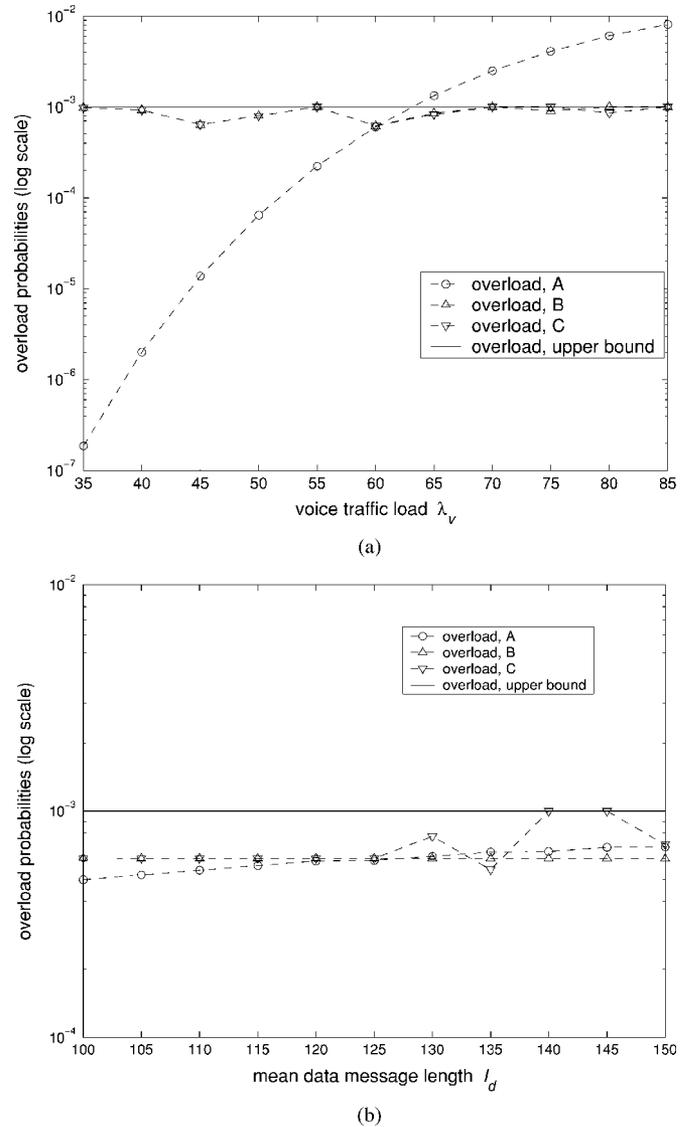 10⁻²
10⁻³
10⁻⁴
10⁻⁵
10⁻⁶
10⁻⁷
overload probabilities (log scale)
overload, A
overload, B
overload, C
overload, upper bound
35 40 45 50 55 60 65 70 75 80 85
voice traffic load λᵥ
(a)
10⁻²
10⁻³
10⁻⁴
overload probabilities (log scale)
overload, A
overload, B
overload, C
overload, upper bound
100 105 110 115 120 125 130 135 140 145 150
mean data message length l_d
(b)